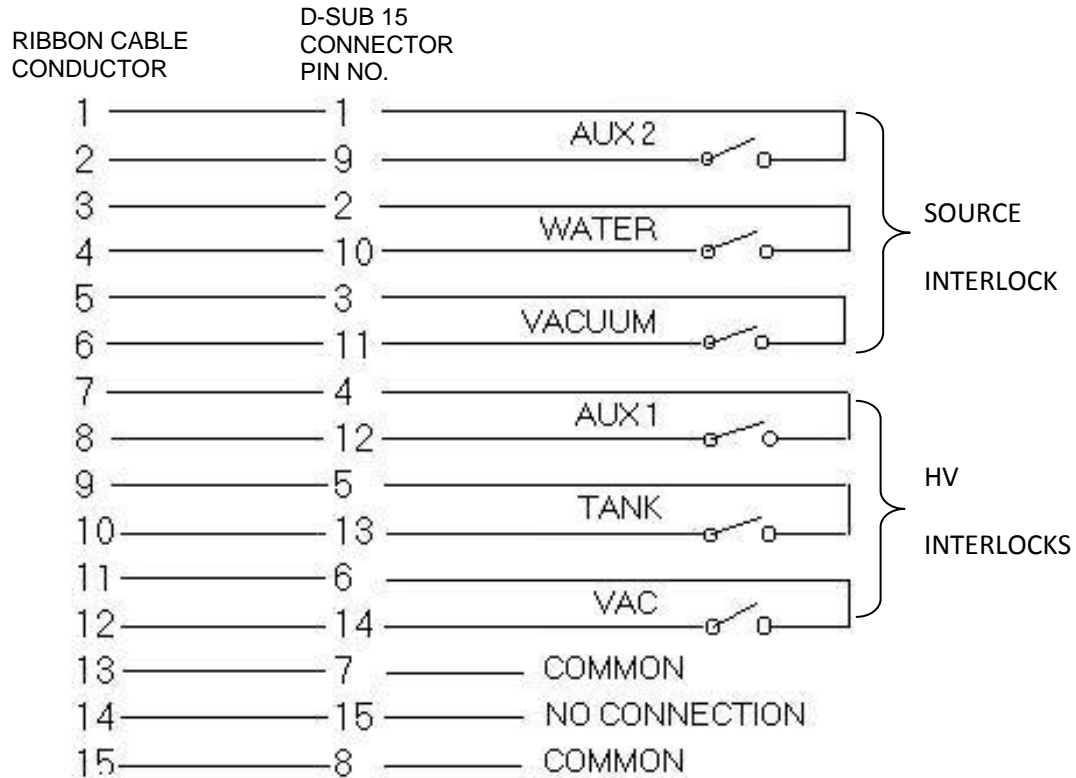 RIBBON CABLE
CONDUCTOR
D-SUB 15
CONNECTOR
PIN NO.
1 1
AUX 2
2 9
3 2
WATER
4 10
5 3
VACUUM
6 11
SOURCE
INTERLOCK
7 4
AUX 1
8 12
9 5
TANK
10 13
11 6
VAC
12 14
HV
INTERLOCKS
13 7 COMMON
14 15 NO CONNECTION
15 8 COMMON